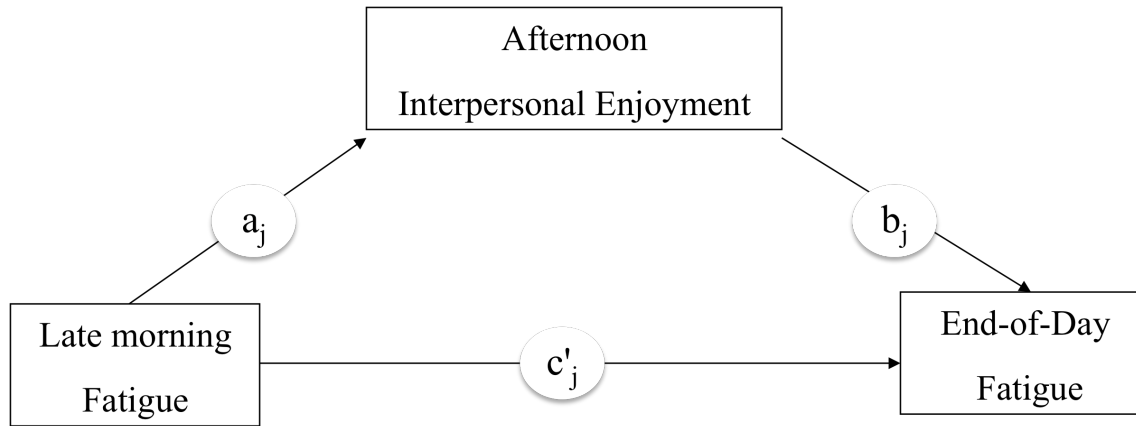 Afternoon
Interpersonal Enjoyment
aⱼ
bⱼ
Late morning
Fatigue
c'ⱼ
End-of-Day
Fatigue